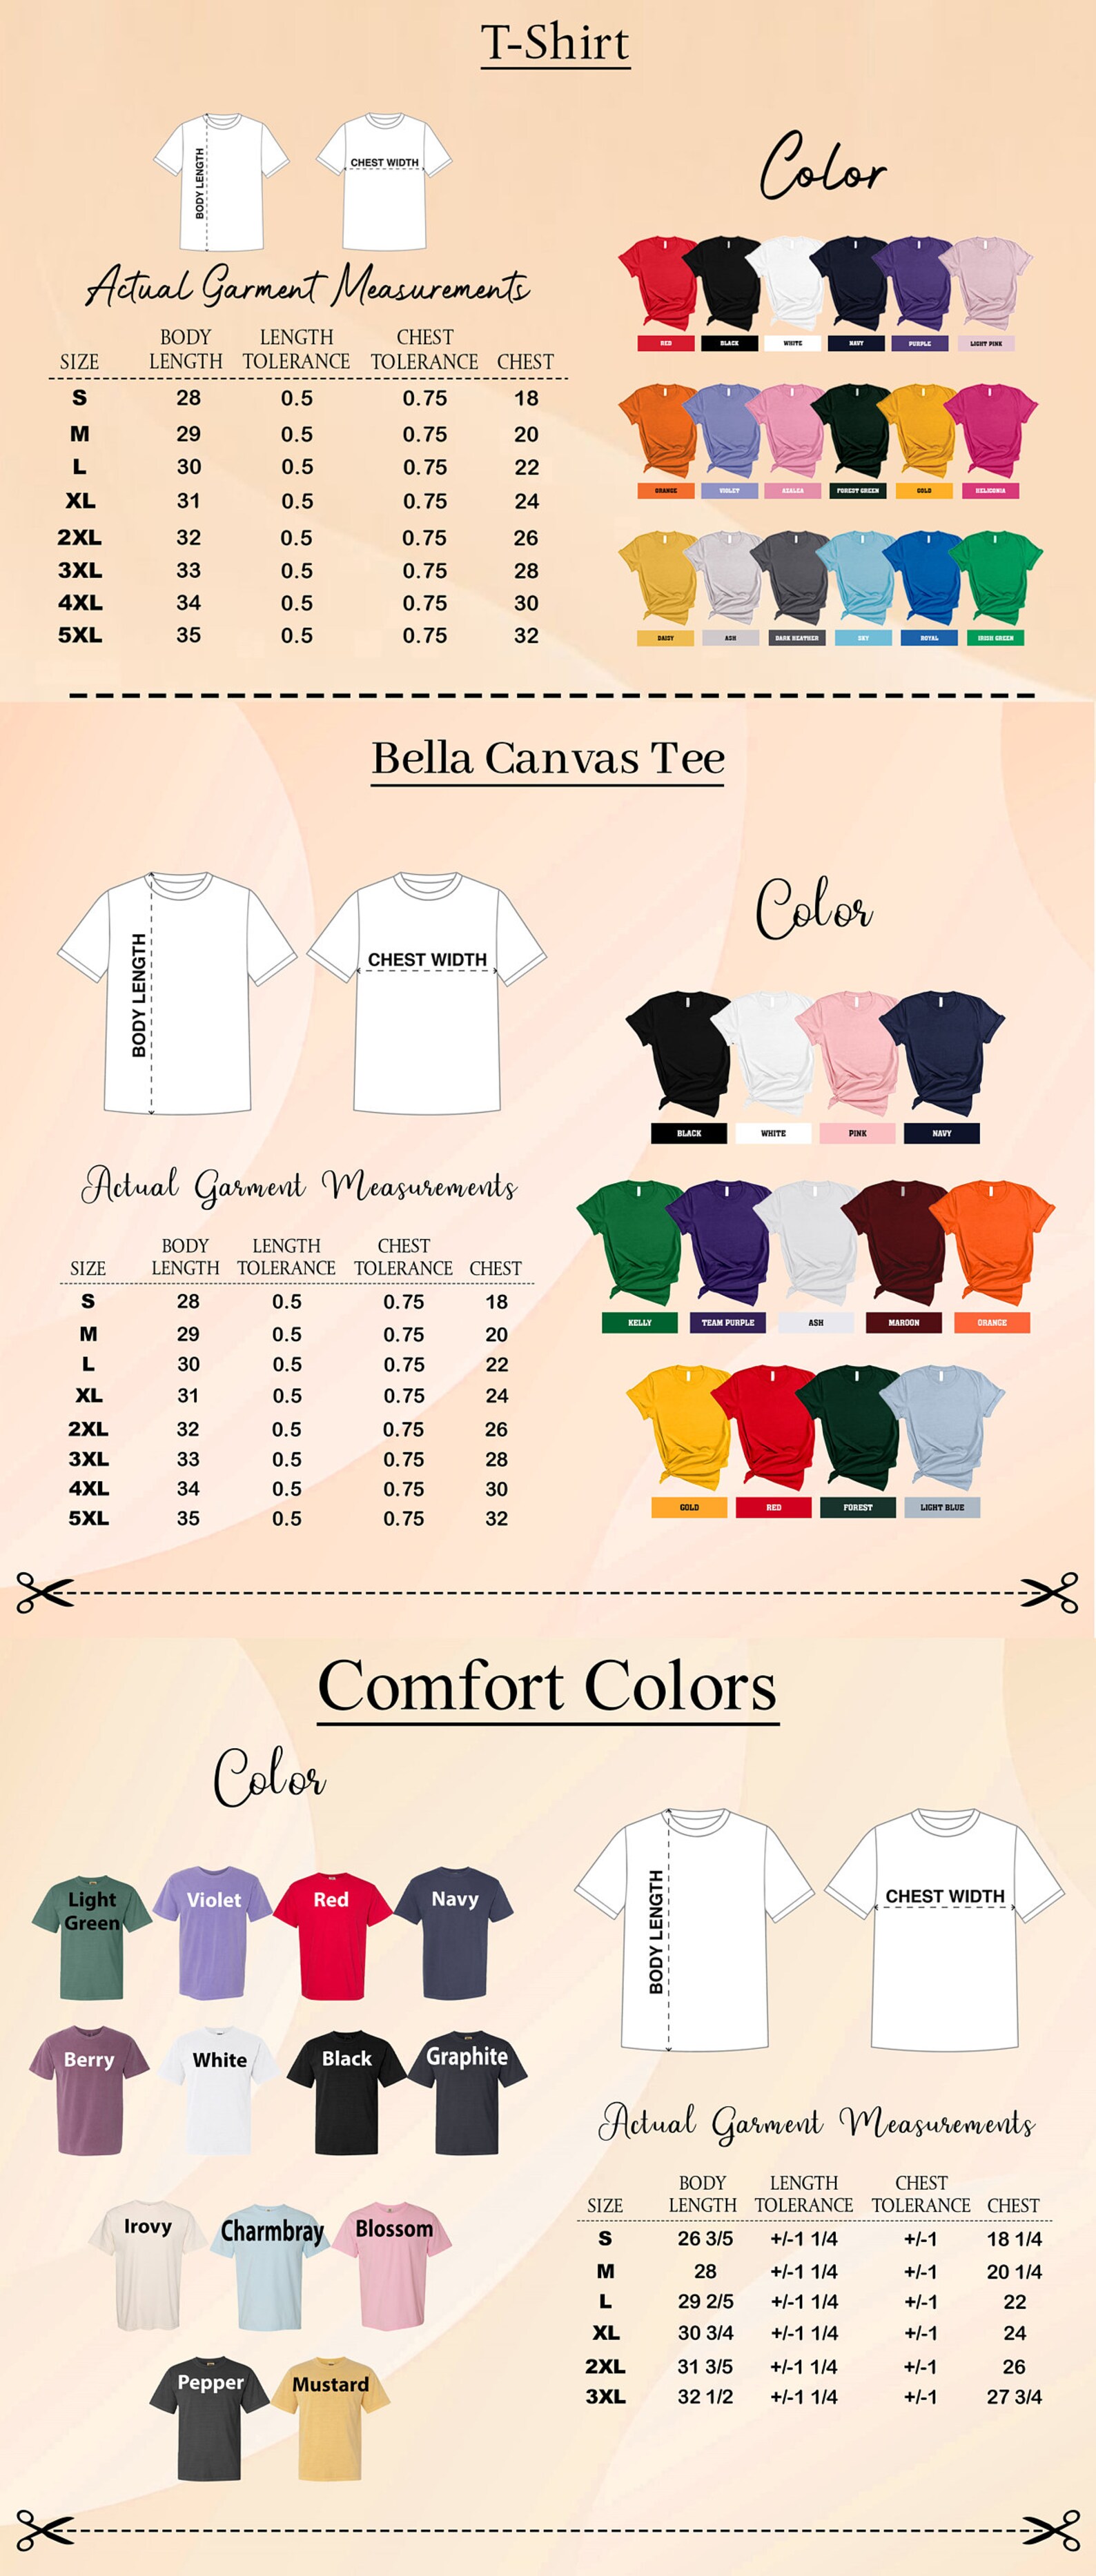 T-Shirt
BODY LENGTH
CHEST WIDTH
Color
Actual Garment Measurements
SIZE BODY LENGTH LENGTH TOLERANCE CHEST TOLERANCE CHEST
S 28 0.5 0.75 18
M 29 0.5 0.75 20
L 30 0.5 0.75 22
XL 31 0.5 0.75 24
2XL 32 0.5 0.75 26
3XL 33 0.5 0.75 28
4XL 34 0.5 0.75 30
5XL 35 0.5 0.75 32
RED BLACK WHITE NAVY PURPLE LIGHT PINK
ORANGE VIOLET AZALEA FOREST GREEN GOLD HELICONIA
DAISY ASH DARK HEATHER SKY ROYAL IRISH GREEN
Bella Canvas Tee
BODY LENGTH
CHEST WIDTH
Color
Actual Garment Measurements
SIZE BODY LENGTH LENGTH TOLERANCE CHEST TOLERANCE CHEST
S 28 0.5 0.75 18
M 29 0.5 0.75 20
L 30 0.5 0.75 22
XL 31 0.5 0.75 24
2XL 32 0.5 0.75 26
3XL 33 0.5 0.75 28
4XL 34 0.5 0.75 30
5XL 35 0.5 0.75 32
BLACK WHITE PINK NAVY
KELLY TEAM PURPLE ASH MAROON ORANGE
GOLD RED FOREST LIGHT BLUE
Comfort Colors
Color
Light Green Violet Red Navy
Berry White Black Graphite
Irovy Charmbray Blossom
Pepper Mustard
BODY LENGTH
CHEST WIDTH
Actual Garment Measurements
SIZE BODY LENGTH LENGTH TOLERANCE CHEST TOLERANCE CHEST
S 26 3/5 +/-1 1/4 +/-1 18 1/4
M 28 +/-1 1/4 +/-1 20 1/4
L 29 2/5 +/-1 1/4 +/-1 22
XL 30 3/4 +/-1 1/4 +/-1 24
2XL 31 3/5 +/-1 1/4 +/-1 26
3XL 32 1/2 +/-1 1/4 +/-1 27 3/4